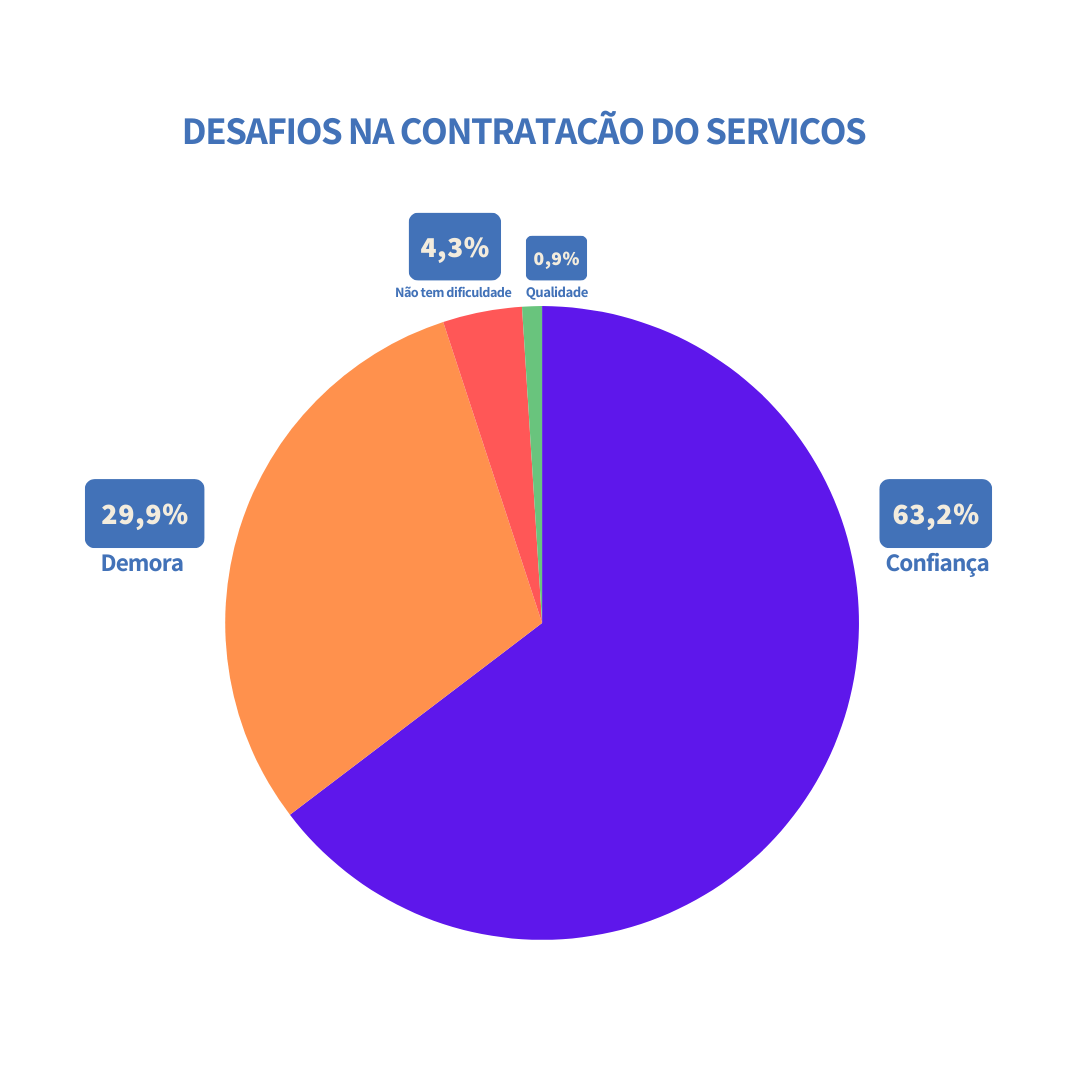 DESAFIOS NA CONTRATACÃO DO SERVICOS
4,3%
0,9%
Não tem dificuldade
Qualidade
29,9%
63,2%
Demora
Confiança